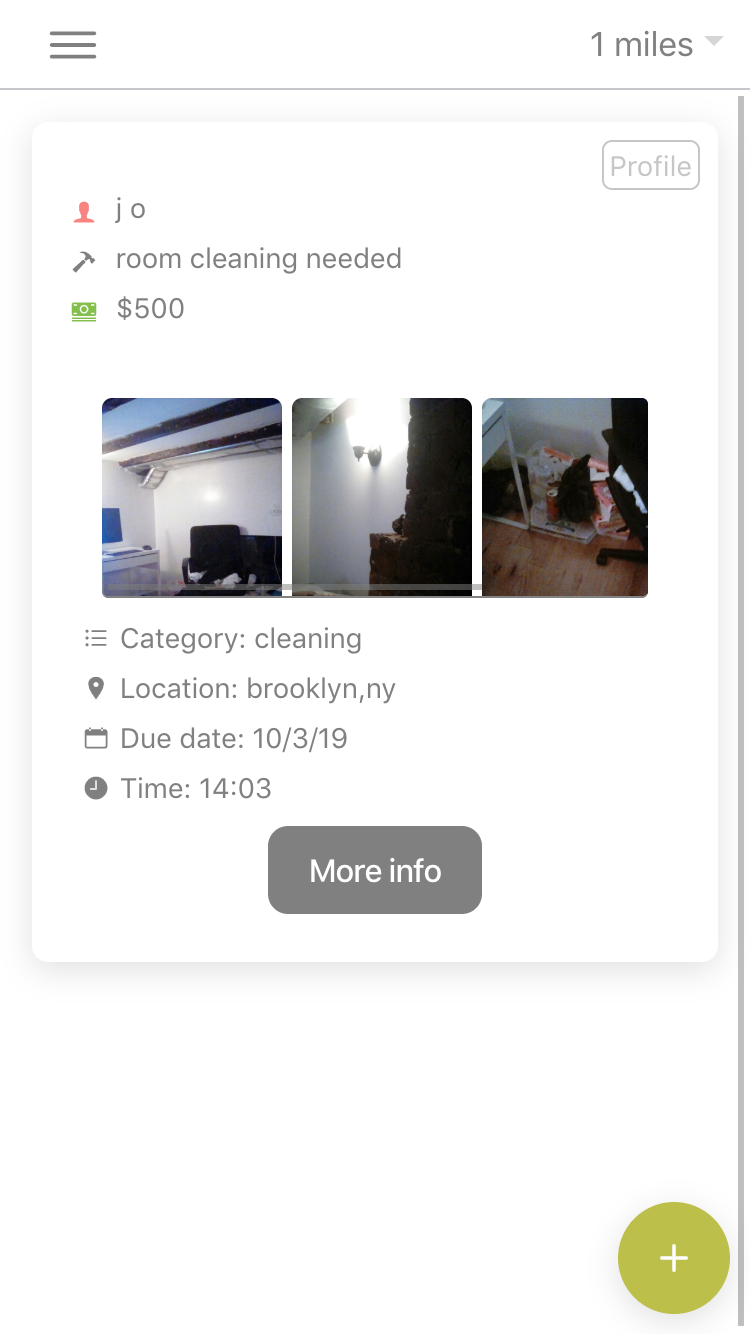 1 miles
Profile
j o
room cleaning needed
$500
Category: cleaning
Location: brooklyn,ny
Due date: 10/3/19
Time: 14:03
More info
+